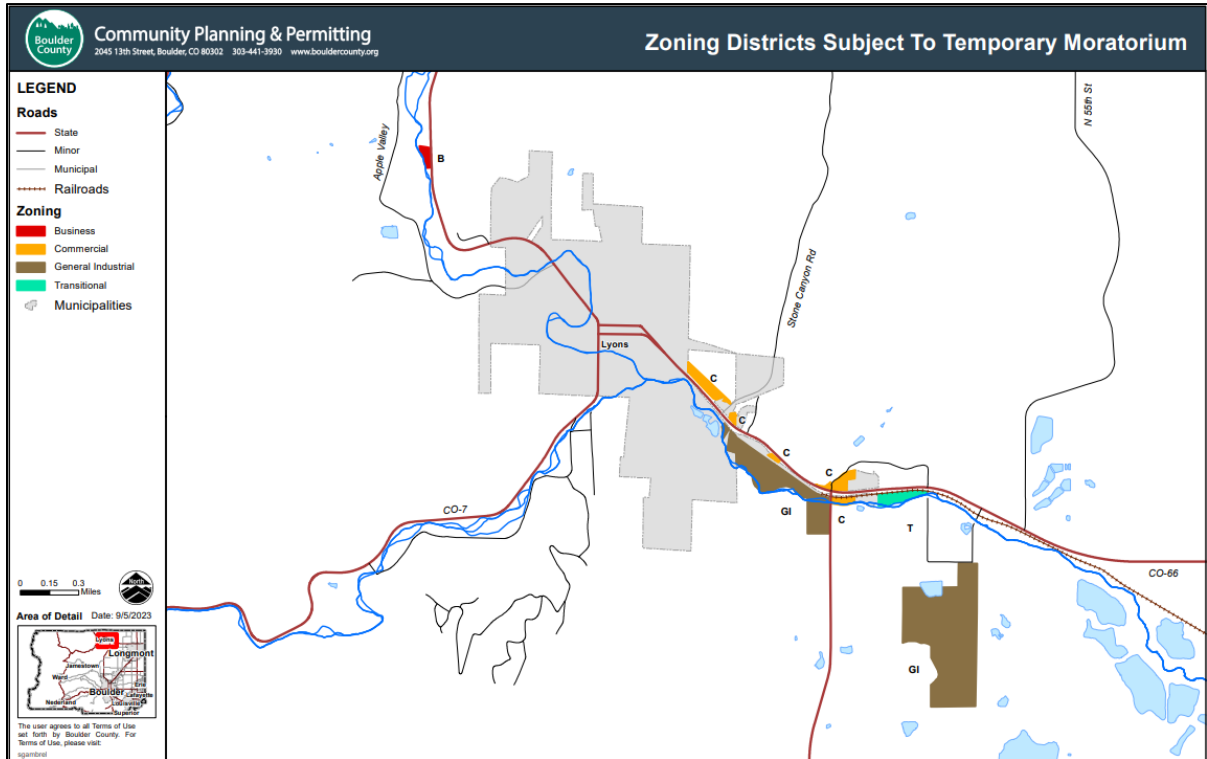 Boulder
County
Community Planning & Permitting
2045 13th Street, Boulder, CO 80302 303-441-3930 www.bouldercounty.org
Zoning Districts Subject To Temporary Moratorium
LEGEND
Roads
State
Minor
Municipal
Railroads
Zoning
Business
Commercial
General Industrial
Transitional
Municipalities
0 0.15 0.3
Miles
North
Area of Detail Date: 9/5/2023
Lyons
Longmont
Jamestown
Ward
Boulder
Erie
Lafayette
Nederland
Louisville
Superior
The user agrees to all Terms of Use
set forth by Boulder County. For
Terms of Use, please visit:
sgambrel
Apple Valley
B
N 55th St
Stone Canyon Rd
Lyons
C
C
C
C
GI
C
T
CO-7
CO-66
GI